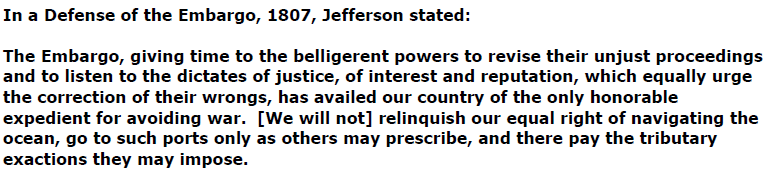 In a Defense of the Embargo, 1807, Jefferson stated:
The Embargo, giving time to the belligerent powers to revise their unjust proceedings
and to listen to the dictates of justice, of interest and reputation, which equally urge
the correction of their wrongs, has availed our country of the only honorable
expedient for avoiding war.  [We will not] relinquish our equal right of navigating the
ocean, go to such ports only as others may prescribe, and there pay the tributary
exactions they may impose.